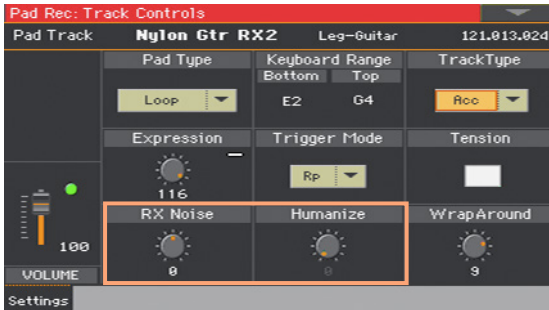 Pad Rec: Track Controls
Pad Track Nylon Gtr RX2 Leg-Guitar 121.013.024
Pad Type Keyboard Range TrackType
Bottom Top
Loop E2 G4 Acc
Expression Trigger Mode Tension
116 Rp
RX Noise Humanize WrapAround
100 0 0 9
VOLUME
Settings